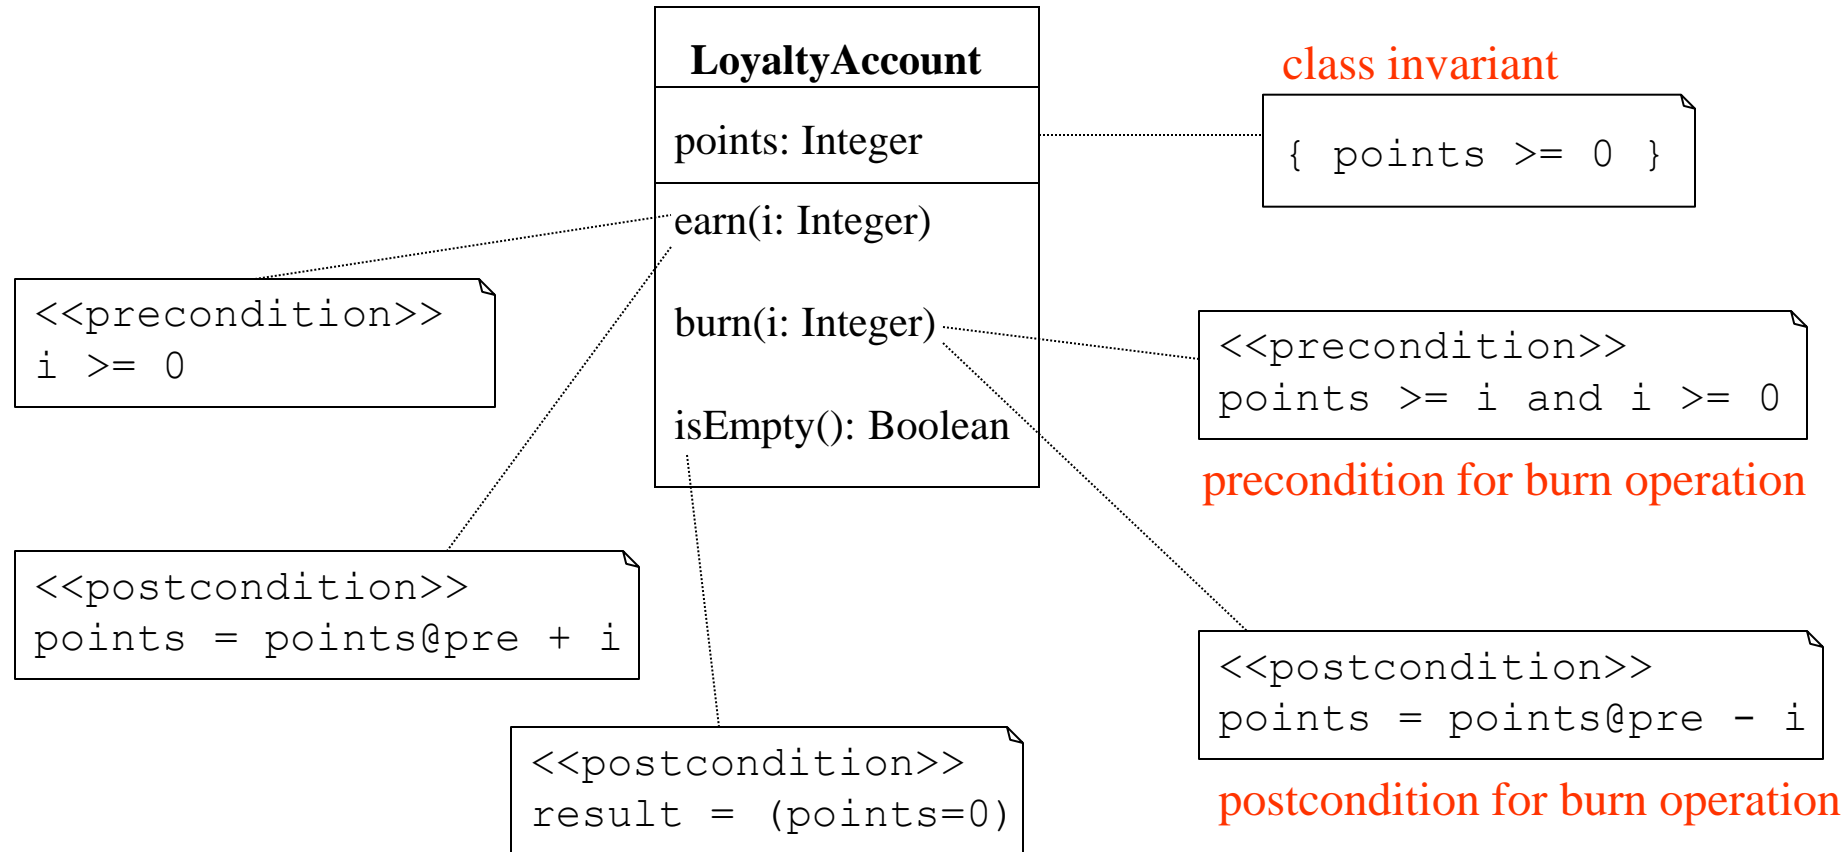 LoyaltyAccount
points: Integer
earn(i: Integer)
burn(i: Integer)
isEmpty(): Boolean
class invariant
{ points >= 0 }
<<precondition>>
i >= 0
<<postcondition>>
points = points@pre + i
<<postcondition>>
result = (points=0)
<<precondition>>
points >= i and i >= 0
precondition for burn operation
<<postcondition>>
points = points@pre - i
postcondition for burn operation